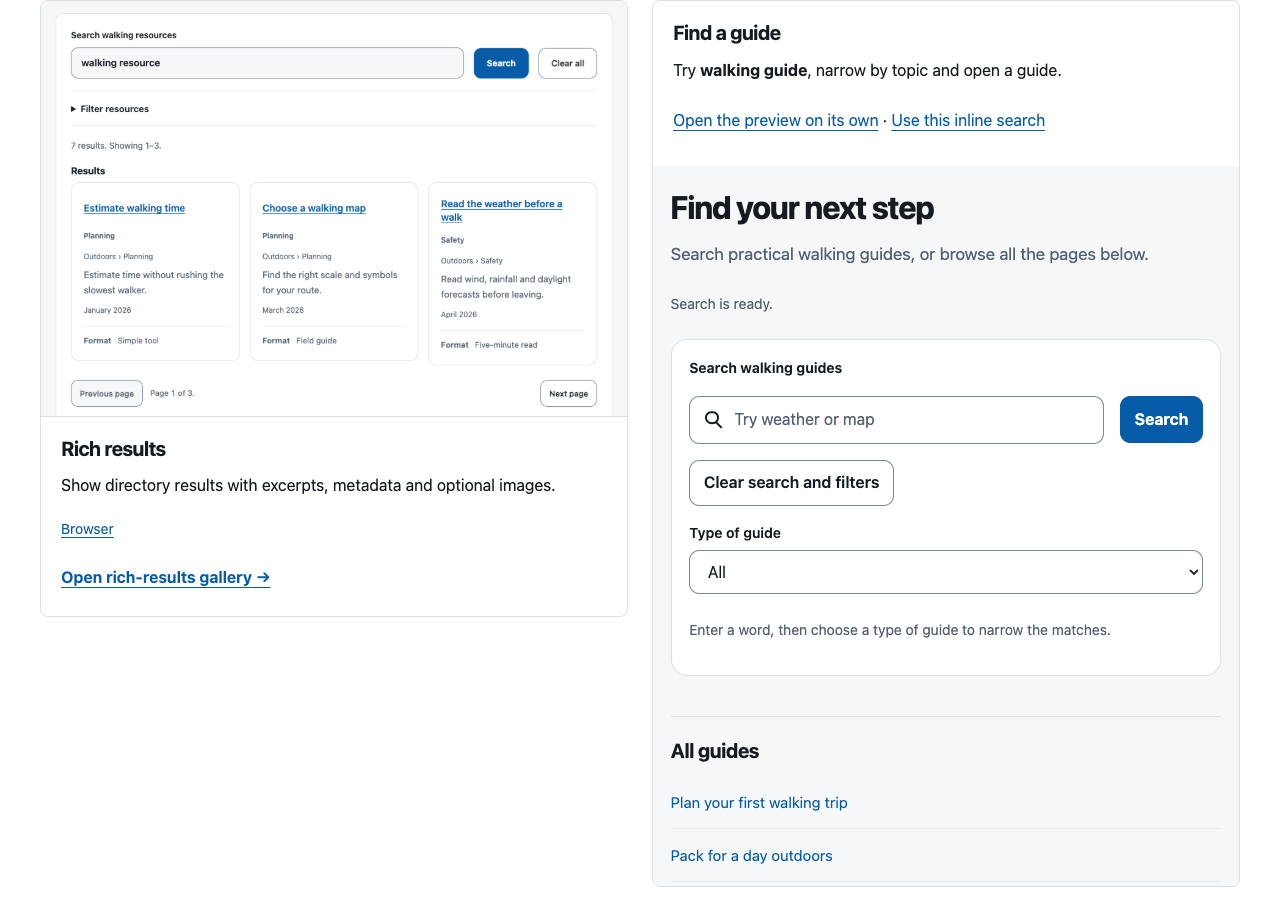 Search walking resources
walking resource
Search
Clear all
Filter resources
7 results. Showing 1–3.
Results
Estimate walking time
Planning
Outdoors › Planning
Estimate time without rushing the
slowest walker.
January 2026
Format Simple tool
Choose a walking map
Planning
Outdoors › Planning
Find the right scale and symbols
for your route.
March 2026
Format Field guide
Read the weather before a
walk
Safety
Outdoors › Safety
Read wind, rainfall and daylight
forecasts before leaving.
April 2026
Format Five-minute read
Previous page
Page 1 of 3.
Next page
Rich results
Show directory results with excerpts, metadata and optional images.
Browser
Open rich-results gallery →
Find a guide
Try walking guide, narrow by topic and open a guide.
Open the preview on its own · Use this inline search
Find your next step
Search practical walking guides, or browse all the pages below.
Search is ready.
Search walking guides
Try weather or map
Search
Clear search and filters
Type of guide
All
Enter a word, then choose a type of guide to narrow the matches.
All guides
Plan your first walking trip
Pack for a day outdoors